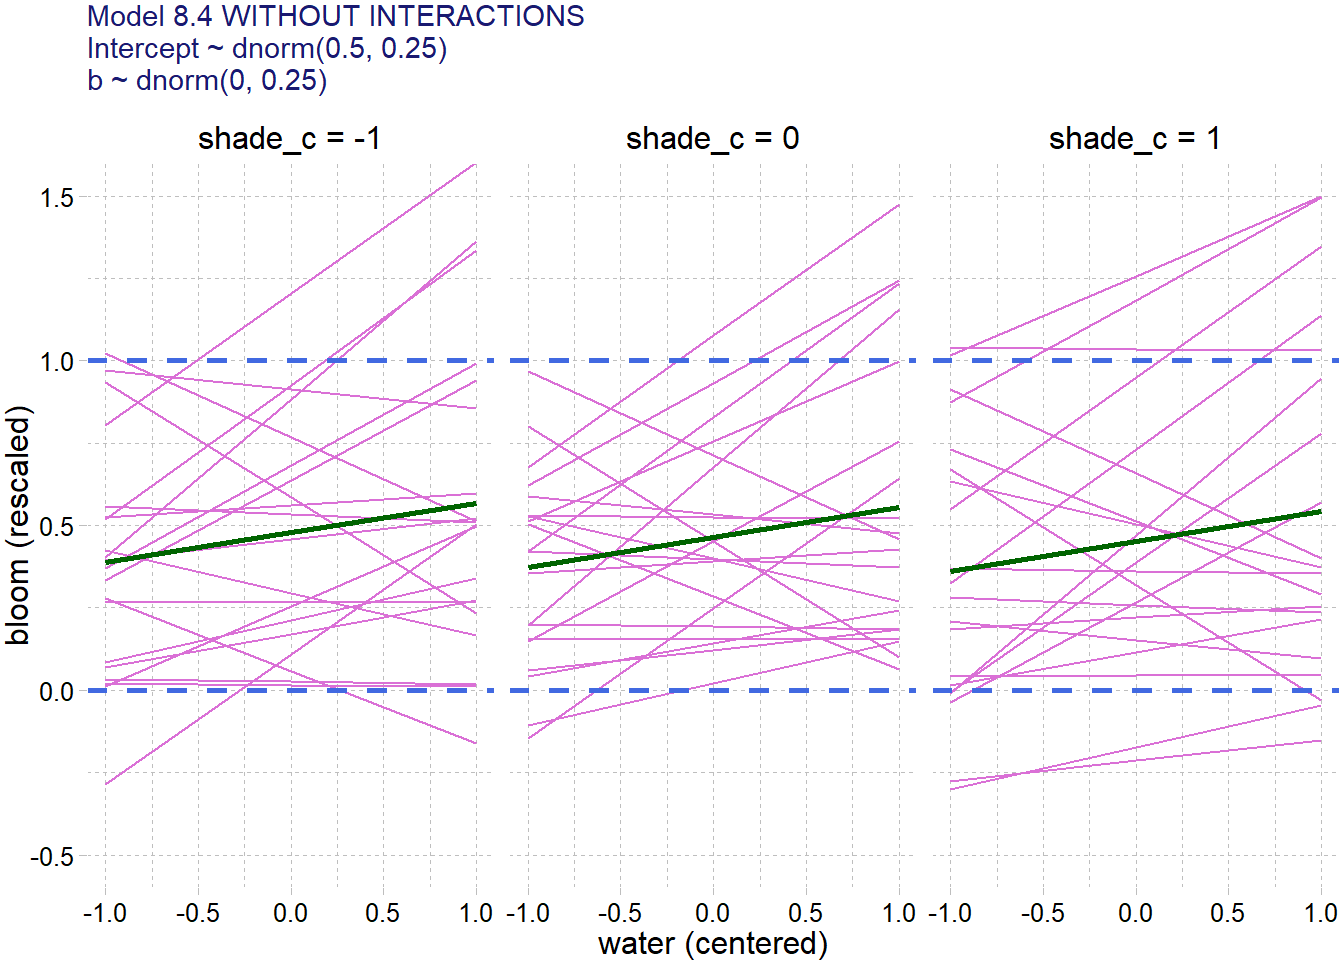 Model 8.4 WITHOUT INTERACTIONS
Intercept ~ dnorm(0.5, 0.25)
b ~ dnorm(0, 0.25)
shade_c = -1
shade_c = 0
shade_c = 1
bloom (rescaled)
1.5
1.0
0.5
0.0
-0.5
-1.0 -0.5 0.0 0.5 1.0
-1.0 -0.5 0.0 0.5 1.0
-1.0 -0.5 0.0 0.5 1.0
water (centered)